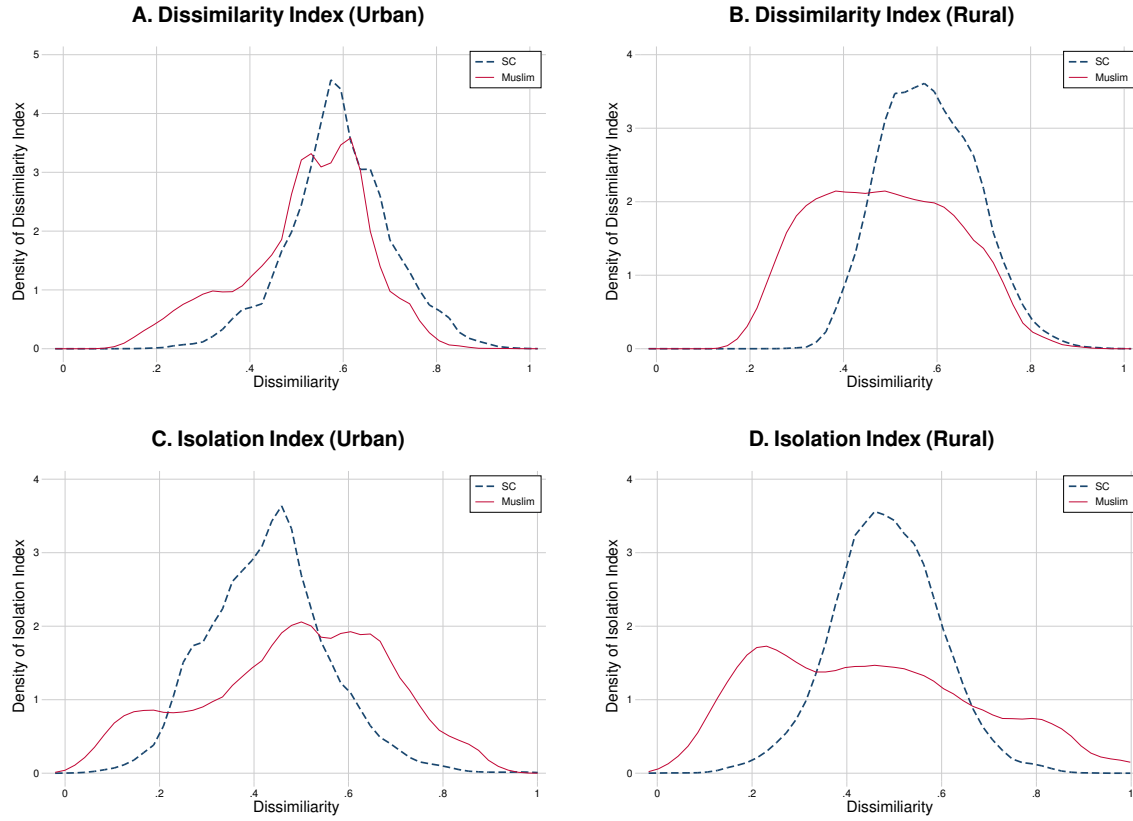 A. Dissimilarity Index (Urban)
Density of Dissimilarity Index
5
4
3
2
1
0
0 .2 .4 .6 .8 1
Dissimiliarity
SC
Muslim
B. Dissimilarity Index (Rural)
Density of Dissimilarity Index
4
3
2
1
0
0 .2 .4 .6 .8 1
Dissimiliarity
SC
Muslim
C. Isolation Index (Urban)
Density of Isolation Index
4
3
2
1
0
0 .2 .4 .6 .8 1
Dissimiliarity
SC
Muslim
D. Isolation Index (Rural)
Density of Isolation Index
4
3
2
1
0
0 .2 .4 .6 .8 1
Dissimiliarity
SC
Muslim